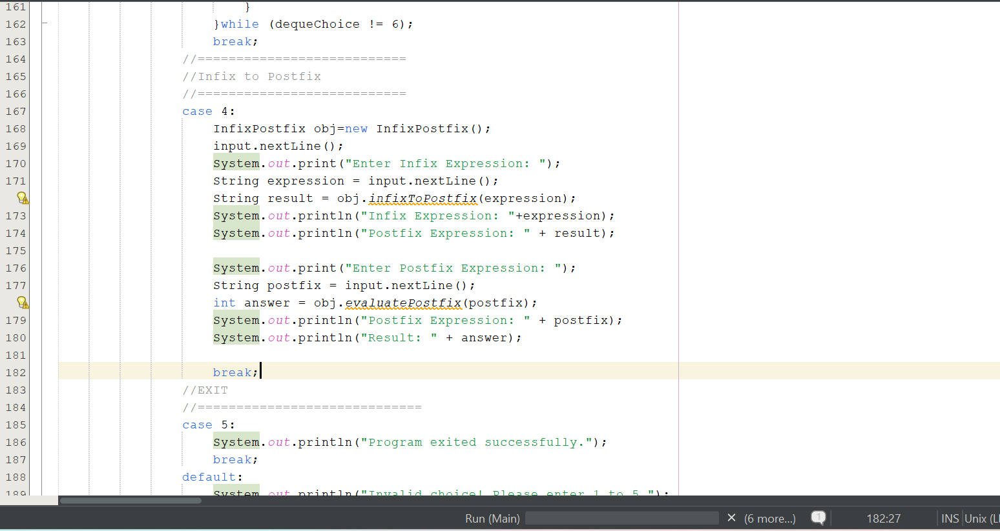 161 }
162 }while (dequeChoice != 6);
163 break;
164 //===========================
165 //Infix to Postfix
166 //===========================
167 case 4:
168 InfixPostfix obj=new InfixPostfix();
169 input.nextLine();
170 System.out.print("Enter Infix Expression: ");
171 String expression = input.nextLine();
String result = obj.infixToPostfix(expression);
173 System.out.println("Infix Expression: "+expression);
174 System.out.println("Postfix Expression: " + result);
175
176 System.out.print("Enter Postfix Expression: ");
177 String postfix = input.nextLine();
int answer = obj.evaluatePostfix(postfix);
179 System.out.println("Postfix Expression: " + postfix);
180 System.out.println("Result: " + answer);
181
182 break;
183 //EXIT
184 //=============================
185 case 5:
186 System.out.println("Program exited successfully.");
187 break;
188 default:
189 System.out.println("Invalid choice! Please enter 1 to 5.");
Run (Main) (6 more...) 1 182:27 INS Unix (L